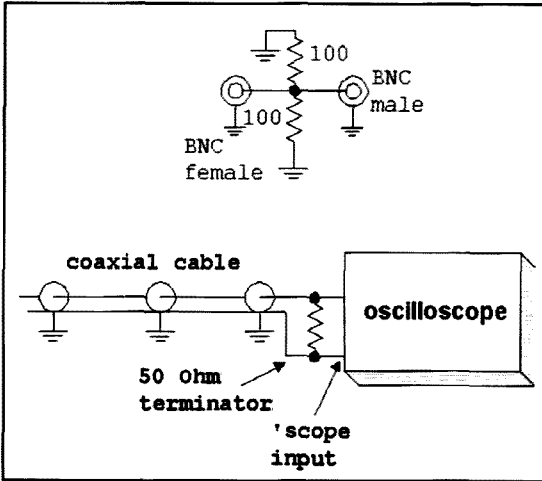 100
BNC
male
100
BNC
female
coaxial cable
oscilloscope
50 Ohm
terminator
'scope
input